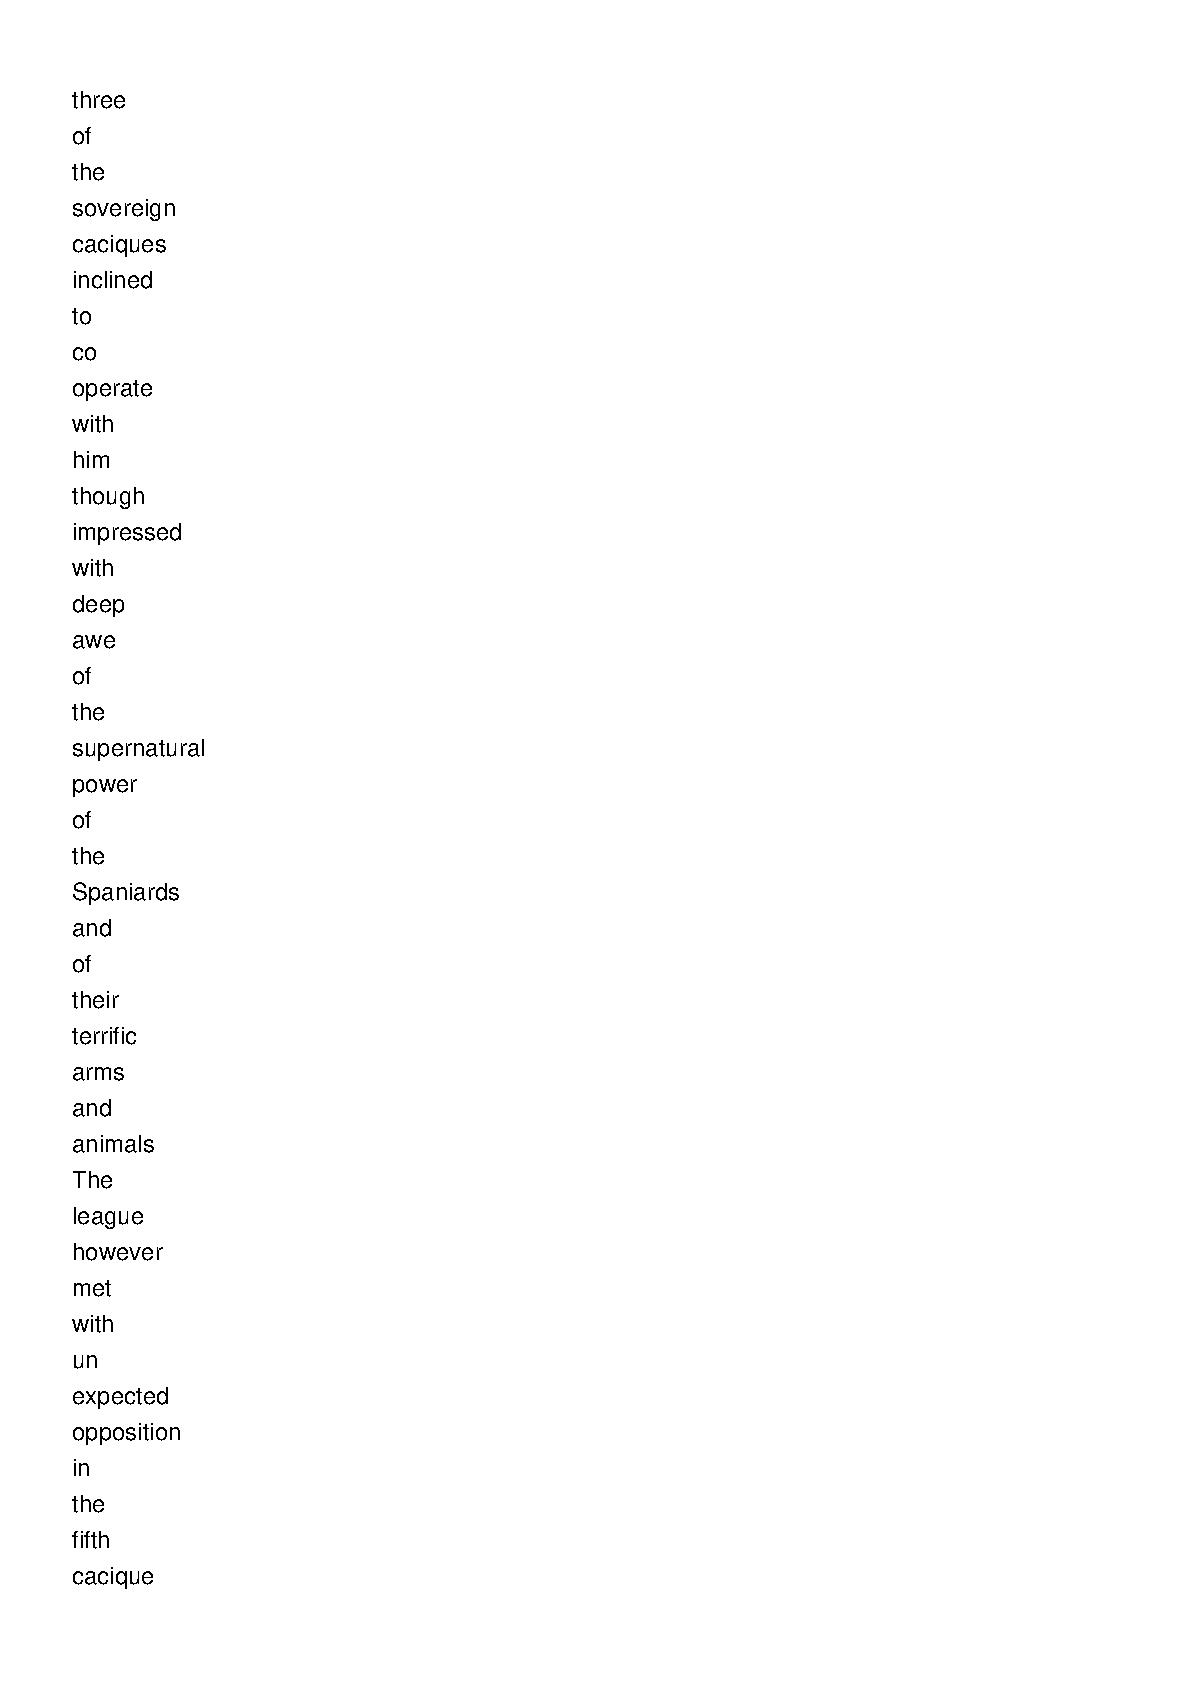 three
of
the
sovereign
caciques
inclined
to
co
operate
with
him
though
impressed
with
deep
awe
of
the
supernatural
power
of
the
Spaniards
and
of
their
terrific
arms
and
animals
The
league
however
met
with
un
expected
opposition
in
the
fifth
cacique